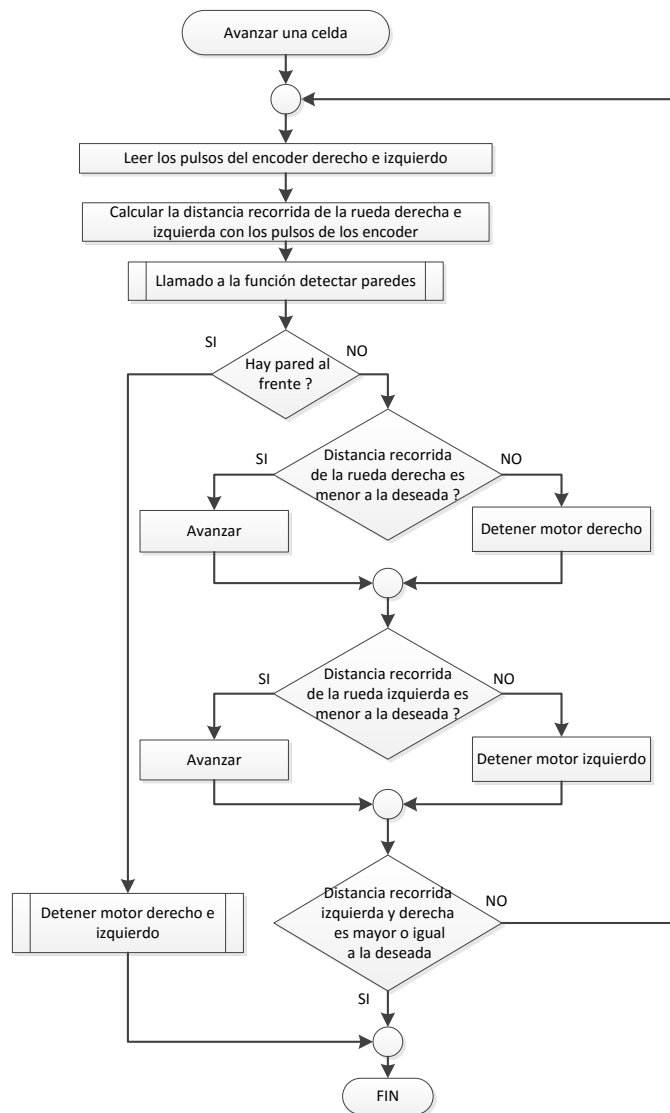 Avanzar una celda
Leer los pulsos del encoder derecho e izquierdo
Calcular la distancia recorrida de la rueda derecha e
izquierda con los pulsos de los encoder
Llamado a la función detectar paredes
SI
NO
Hay pared al
frente ?
Distancia recorrida
de la rueda derecha es
menor a la deseada ?
SI
NO
Avanzar
Detener motor derecho
Distancia recorrida
de la rueda izquierda es
menor a la deseada ?
SI
NO
Avanzar
Detener motor izquierdo
Distancia recorrida
izquierda y derecha
es mayor o igual
a la deseada
NO
Detener motor derecho e
izquierdo
SI
FIN